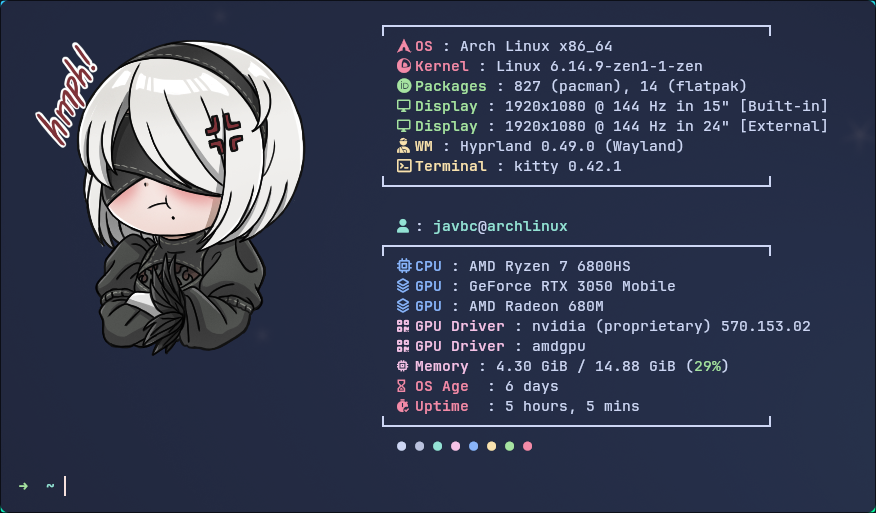 hmph!
OS : Arch Linux x86_64
Kernel : Linux 6.14.9-zen1-1-zen
Packages : 827 (pacman), 14 (flatpak)
Display : 1920x1080 @ 144 Hz in 15" [Built-in]
Display : 1920x1080 @ 144 Hz in 24" [External]
WM : Hyprland 0.49.0 (Wayland)
Terminal : kitty 0.42.1
: javbc@archlinux
CPU : AMD Ryzen 7 6800HS
GPU : GeForce RTX 3050 Mobile
GPU : AMD Radeon 680M
GPU Driver : nvidia (proprietary) 570.153.02
GPU Driver : amdgpu
Memory : 4.30 GiB / 14.88 GiB (29%)
OS Age  : 6 days
Uptime  : 5 hours, 5 mins
➜ ~